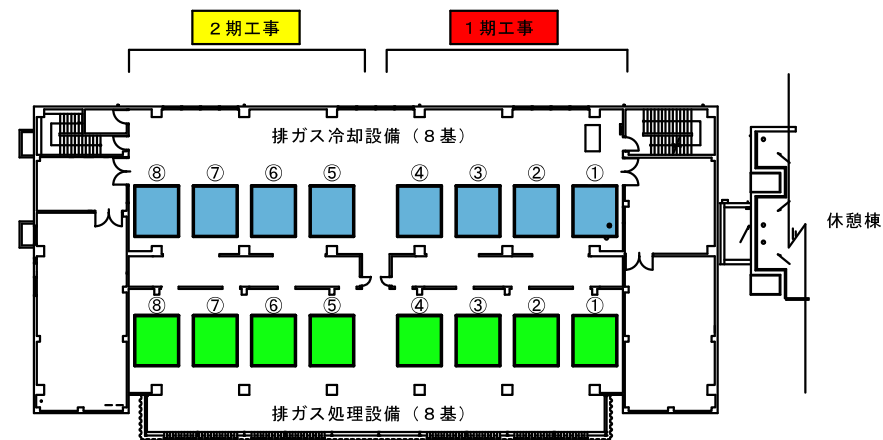 ２期工事 １期工事
排ガス冷却設備（８基）
⑧ ⑦ ⑥ ⑤ ④ ③ ② ①
休憩棟
⑧ ⑦ ⑥ ⑤ ④ ③ ② ①
排ガス処理設備（８基）